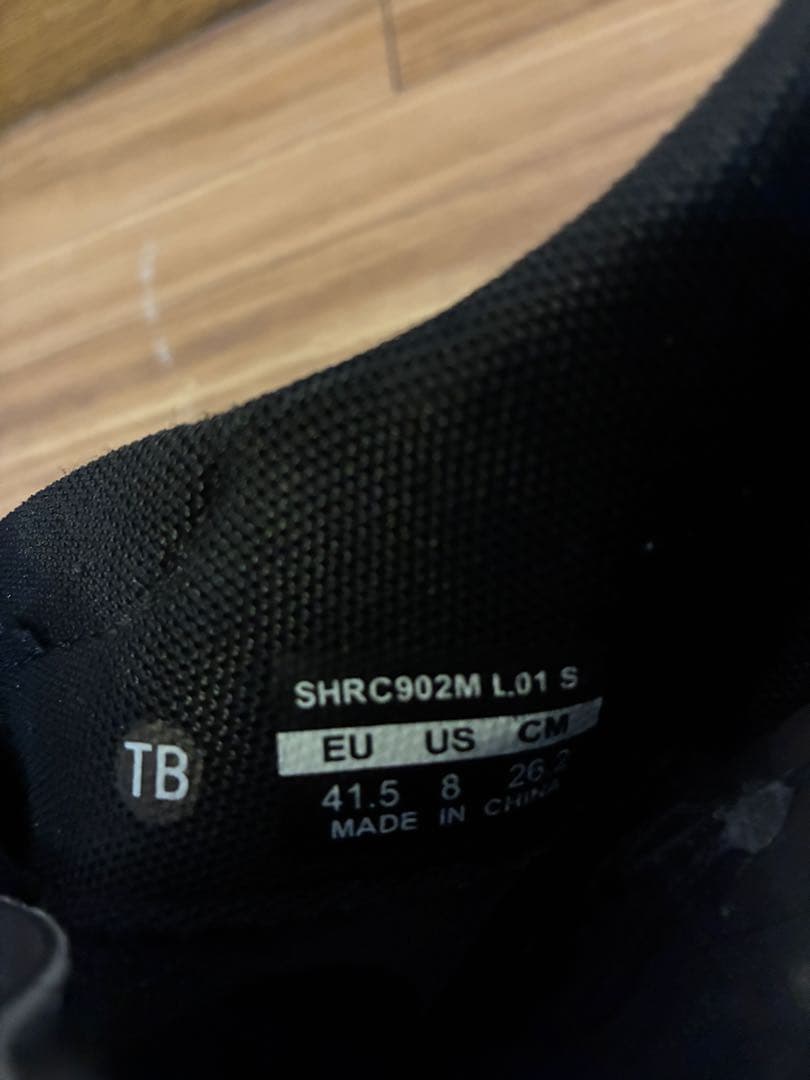 SHRC902M L.01 S
EU US CM
41.5 8 26.2
MADE IN CHINA
TB